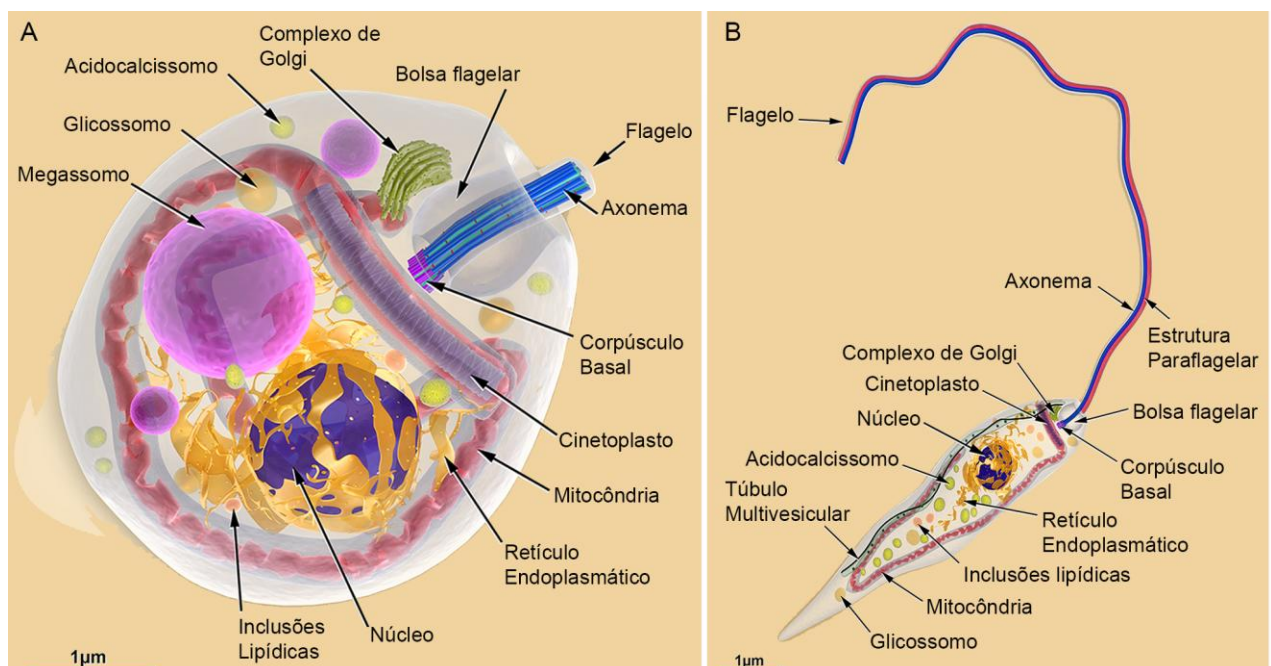 A
Complexo de
Golgi
Acidocalcissomo
Bolsa flagelar
Glicossomo
Flagelo
Megassomo
Axonema
Corpúsculo
Basal
Cinetoplasto
Mitocôndria
Retículo
Endoplasmático
Inclusões
Lipídicas
Núcleo
1μm
B
Flagelo
Axonema
Estrutura
Paraflagelar
Complexo de Golgi
Cinetoplasto
Núcleo
Bolsa flagelar
Acidocalcissomo
Corpúsculo
Basal
Túbulo
Multivesicular
Retículo
Endoplasmático
Inclusões lipídicas
Mitocôndria
Glicossomo
1μm